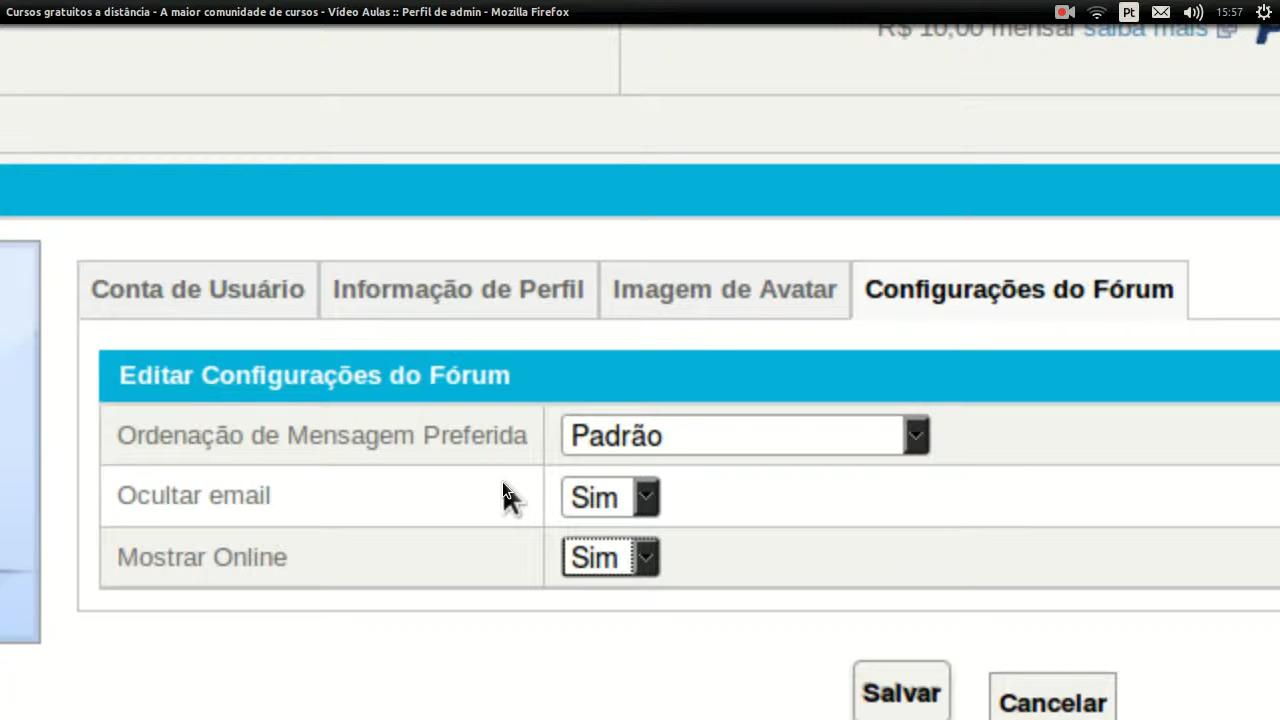 Cursos gratuitos a distância - A maior comunidade de cursos - Vídeo Aulas :: Perfil de admin - Mozilla Firefox
Pt
15:57
R$ 10,00 mensal saiba mais
Conta de Usuário
Informação de Perfil
Imagem de Avatar
Configurações do Fórum
Editar Configurações do Fórum
Ordenação de Mensagem Preferida
Padrão
Ocultar email
Sim
Mostrar Online
Sim
Salvar
Cancelar